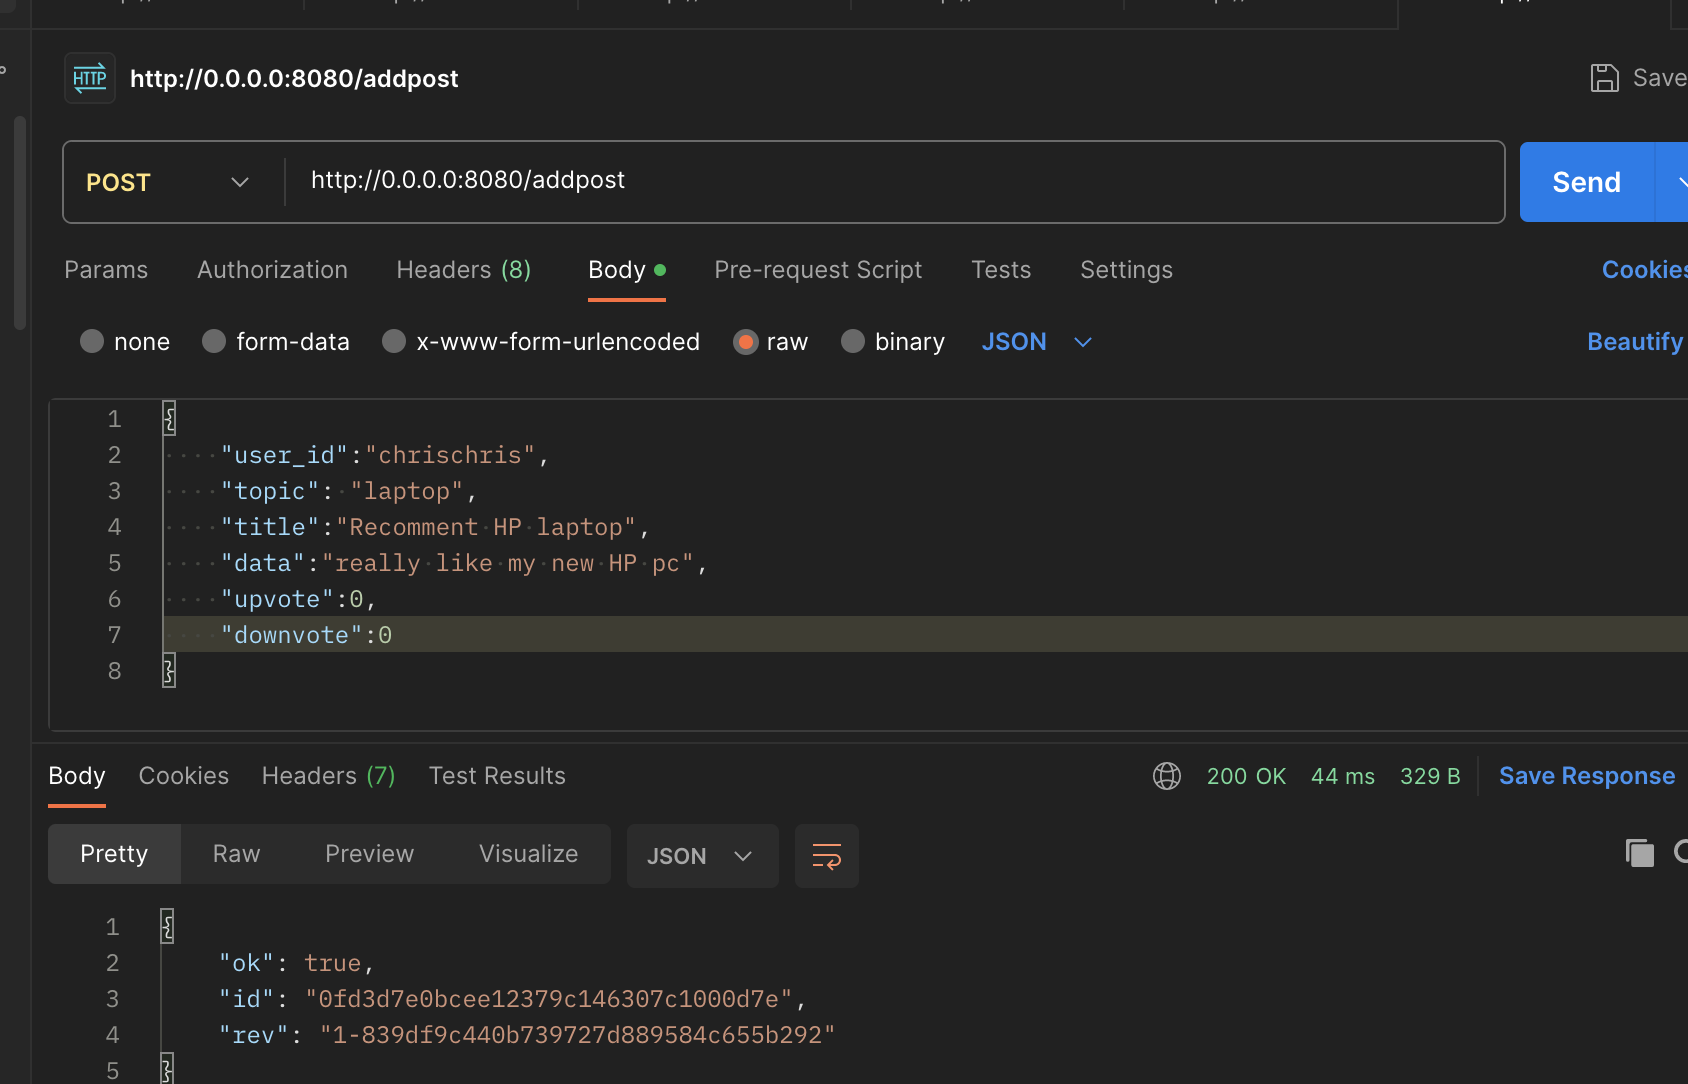 HTTP http://0.0.0.0:8080/addpost Save
POST http://0.0.0.0:8080/addpost Send
Params Authorization Headers (8) Body Pre-request Script Tests Settings Cookies
none form-data x-www-form-urlencoded raw binary JSON Beautify
1 {
2 "user_id":"chrischris",
3 "topic": "laptop",
4 "title":"Recomment HP laptop",
5 "data":"really like my new HP pc",
6 "upvote":0,
7 "downvote":0
8 }
Body Cookies Headers (7) Test Results 200 OK 44 ms 329 B Save Response
Pretty Raw Preview Visualize JSON
1 {
2 "ok": true,
3 "id": "0fd3d7e0bcee12379c146307c1000d7e",
4 "rev": "1-839df9c440b739727d889584c655b292"
5 }